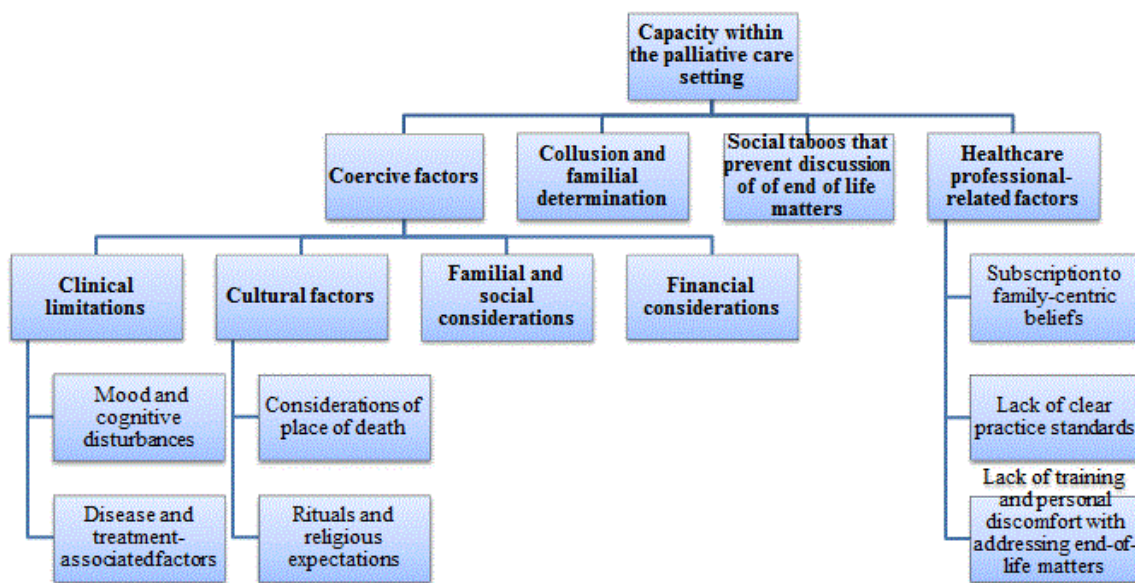 Capacity within
the palliative care
setting
Coercive factors
Collusion and
familial
determination
Social taboos that
prevent discussion
of of end of life
matters
Healthcare
professional-
related factors
Clinical
limitations
Cultural factors
Familial and
social
considerations
Financial
considerations
Subscription to
family-centric
beliefs
Mood and
cognitive
disturbances
Considerations of
place of death
Lack of clear
practice standards
Disease and
treatment-
associated factors
Rituals and
religious
expectations
Lack of training
and personal
discomfort with
addressing end-of-
life matters